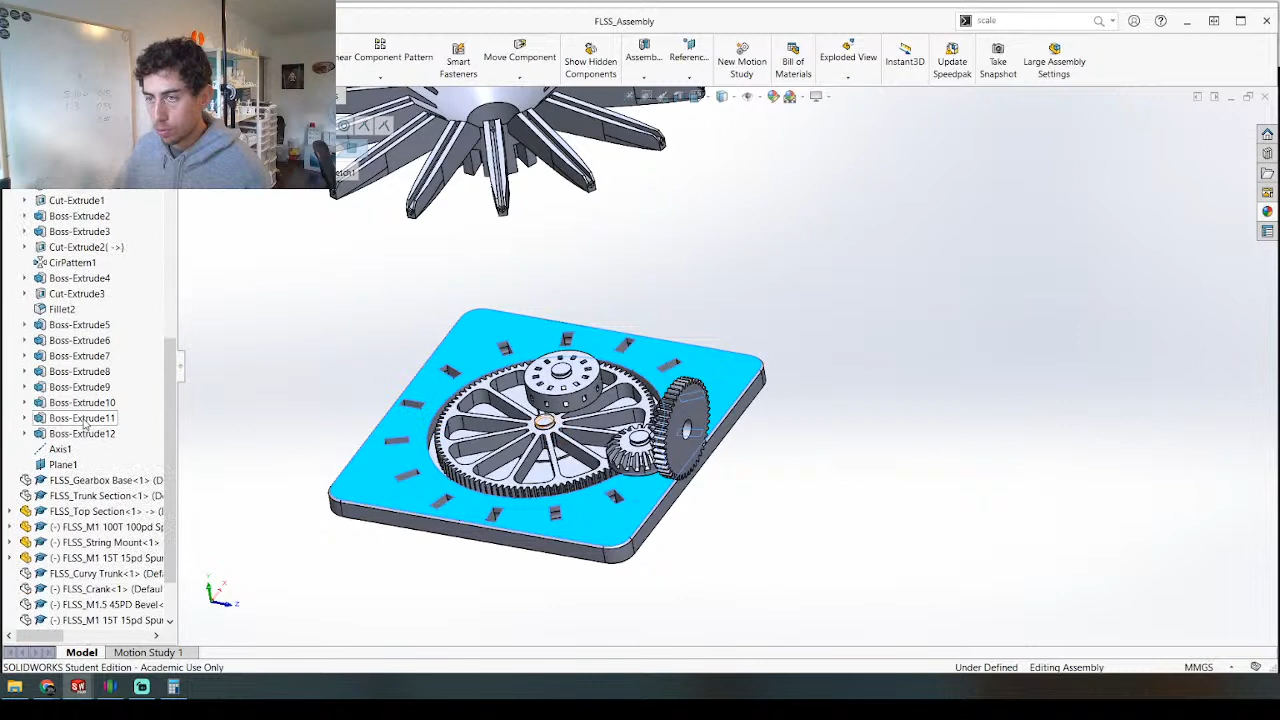 FLSS_Assembly
scale
near Component Pattern
Smart Fasteners
Move Component
Show Hidden Components
Assemb...
Referenc...
New Motion Study
Bill of Materials
Exploded View
Instant3D
Update Speedpak
Take Snapshot
Large Assembly Settings
etch1
Cut-Extrude1
Boss-Extrude2
Boss-Extrude3
Cut-Extrude2{ ->}
CirPattern1
Boss-Extrude4
Cut-Extrude3
Fillet2
Boss-Extrude5
Boss-Extrude6
Boss-Extrude7
Boss-Extrude8
Boss-Extrude9
Boss-Extrude10
Boss-Extrude11
Boss-Extrude12
Axis1
Plane1
FLSS_Gearbox Base<1> (D
FLSS_Trunk Section<1> (D
FLSS_Top Section<1> -> (
(-) FLSS_M1 100T 100pd Sp
(-) FLSS_String Mount<1> (
(-) FLSS_M1 15T 15pd Spur
FLSS_Curvy Trunk<1> (Def
(-) FLSS_Crank<1> (Default
(-) FLSS_M1.5 45PD Bevel<
(-) FLSS_M1 15T 15pd Spur
Y
X
Z
Model
Motion Study 1
SOLIDWORKS Student Edition - Academic Use Only
Under Defined
Editing Assembly
MMGS